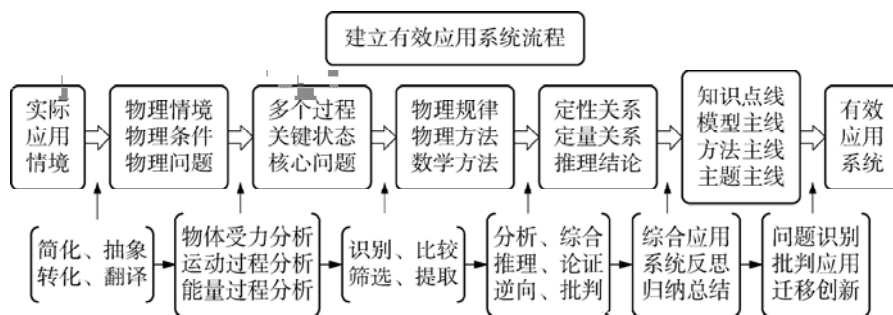 建立有效应用系统流程
实际
应用
情境
物理情境
物理条件
物理问题
多个过程
关键状态
核心问题
物理规律
物理方法
数学方法
定性关系
定量关系
推理结论
知识点线
模型主线
方法主线
主题主线
有效
应用
系统
简化、抽象
转化、翻译
物体受力分析
运动过程分析
能量过程分析
识别、比较
筛选、提取
分析、综合
推理、论证
逆向、批判
综合应用
系统反思
归纳总结
问题识别
批判应用
迁移创新